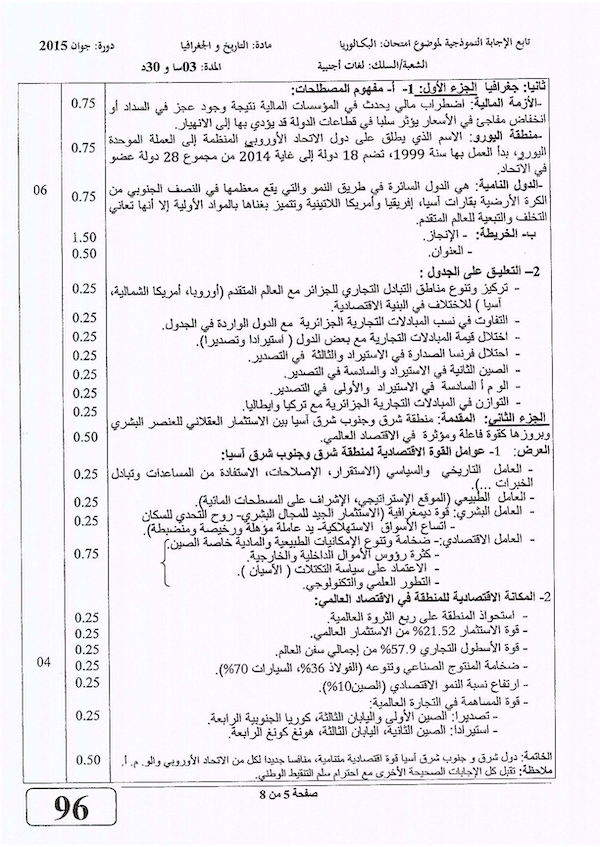 تابع الإجابة النموذجية لموضوع امتحان: البكالوريا مادة: التاريخ و الجغرافيا دورة: جوان 2015
الشعبة/السلك: لغات أجنبية المدة: 03سا و 30د
ثانيا: جغرافيا الجزء الأول: 1- أ- مفهوم المصطلحات:
-الأزمة المالية: اضطراب مالي يحدث في المؤسسات المالية نتيجة وجود عجز في السداد أو 0.75
انخفاض مفاجئ في الأسعار يؤثر سلبا في قطاعات الدولة قد يؤدي بها إلى الانهيار.
-منطقة اليورو: الاسم الذي يطلق على دول الاتحاد الأوروبي المنظمة إلى العملة الموحدة 0.75
اليورو، بدأ العمل بها سنة 1999، تضم 18 دولة إلى غاية 2014 من مجموع 28 دولة عضو
في الاتحاد.
-الدول النامية: هي الدول السائرة في طريق النمو والتي يقع معظمها في النصف الجنوبي من 0.75 06
الكرة الأرضية بقارات آسيا، إفريقيا وأمريكا اللاتينية وتتميز بغناها بالمواد الأولية إلا أنها تعاني
التخلف والتبعية للعالم المتقدم.
ب- الخريطة: - الإنجاز. 1.50
- العنوان. 0.50
2– التعليق على الجدول :
- تركيز وتنوع مناطق التبادل التجاري للجزائر مع العالم المتقدم (أوروبا، أمريكا الشمالية، 0.25
آسيا ) للاختلاف في البنية الاقتصادية.
- التفاوت في نسب المبادلات التجارية الجزائرية مع الدول الواردة في الجدول. 0.25
- اختلال قيمة المبادلات التجارية مع بعض الدول ( استيرادا وتصديرا). 0.25
- احتلال فرنسا الصدارة في الاستيراد والثالثة في التصدير. 0.25
- الصين الثانية في الاستيراد والسادسة في التصدير. 0.25
- الو م أ السادسة في الاستيراد والأولى في التصدير. 0.25
- التوازن في المبادلات التجارية الجزائرية مع تركيا وإيطاليا. 0.25
الجزء الثاني: المقدمة: منطقة شرق وجنوب شرق آسيا بين الاستثمار العقلاني للعنصر البشري
وبروزها كقوة فاعلة ومؤثرة في الاقتصاد العالمي. 0.50
العرض: 1- عوامل القوة الاقتصادية لمنطقة شرق وجنوب شرق آسيا:
- العامل التاريخي والسياسي (الاستقرار، الإصلاحات، الاستفادة من المساعدات وتبادل 0.25
الخبرات ...).
- العامل الطبيعي (الموقع الإستراتيجي، الإشراف على المسطحات المائية). 0.25
- العامل البشري: قوة ديمغرافية (الاستثمار الجيد للمجال البشري- روح التحدي للسكان 0.25
- اتساع الأسواق الاستهلاكية- يد عاملة مؤهلة ورخيصة ومنضبطة).
- العامل الاقتصادي:- ضخامة وتنوع الإمكانيات الطبيعية والمادية خاصة الصين.
- كثرة رؤوس الأموال الداخلية والخارجية. 0.75
- الاعتماد على سياسة التكتلات ( الآسيان ).
- التطور العلمي والتكنولوجي.
2- المكانة الاقتصادية للمنطقة في الاقتصاد العالمي:
- استحواذ المنطقة على ربع الثروة العالمية. 0.25
- قوة الاستثمار 21.52% من الاستثمار العالمي. 0.25
- قوة الأسطول التجاري 57.9% من إجمالي سفن العالم. 0.25
- ضخامة المنتوج الصناعي وتنوعه (الفولاذ 36%، السيارات 70%). 0.25 04
- ارتفاع نسبة النمو الاقتصادي (الصين10%). 0.25
- قوة المساهمة في التجارة العالمية:
- تصديرا: الصين الأولى واليابان الثالثة، كوريا الجنوبية الرابعة. 0.25
- استيرادا: الصين الثانية، اليابان الثالثة، هونغ كونغ الرابعة.
الخاتمة: دول شرق و جنوب شرق آسيا قوة اقتصادية متنامية، منافسا جديدا لكل من الاتحاد الأوروبي والو. م. أ. 0.50
ملاحظة: تقبل كل الإجابات الصحيحة الأخرى مع احترام سلم التنقيط الوطني.
صفحة 5 من 8
96